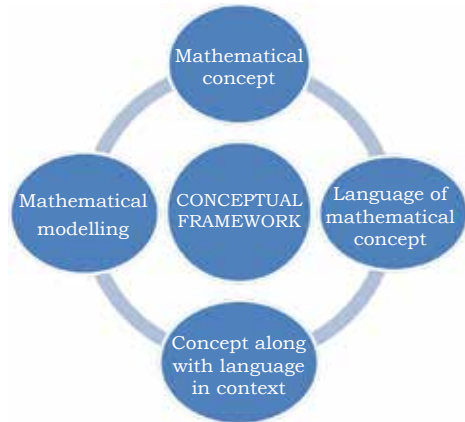 Mathematical
concept
Mathematical
modelling
CONCEPTUAL
FRAMEWORK
Language of
mathematical
concept
Concept along
with language
in context